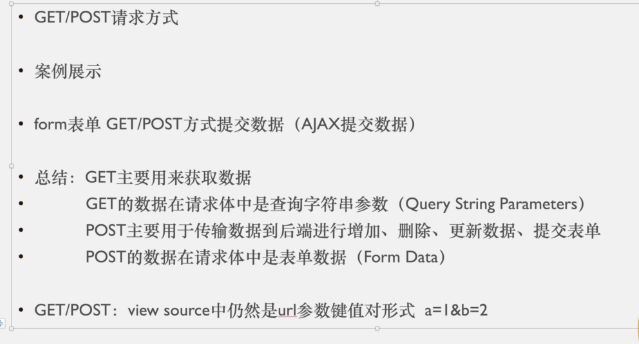 • GET/POST请求方式
• 案例展示
• form表单 GET/POST方式提交数据（AJAX提交数据）
• 总结：GET主要用来获取数据
• GET的数据在请求体中是查询字符串参数（Query String Parameters）
• POST主要用于传输数据到后端进行增加、删除、更新数据、提交表单
• POST的数据在请求体中是表单数据（Form Data）
• GET/POST：view source中仍然是url参数键值对形式 a=1&b=2